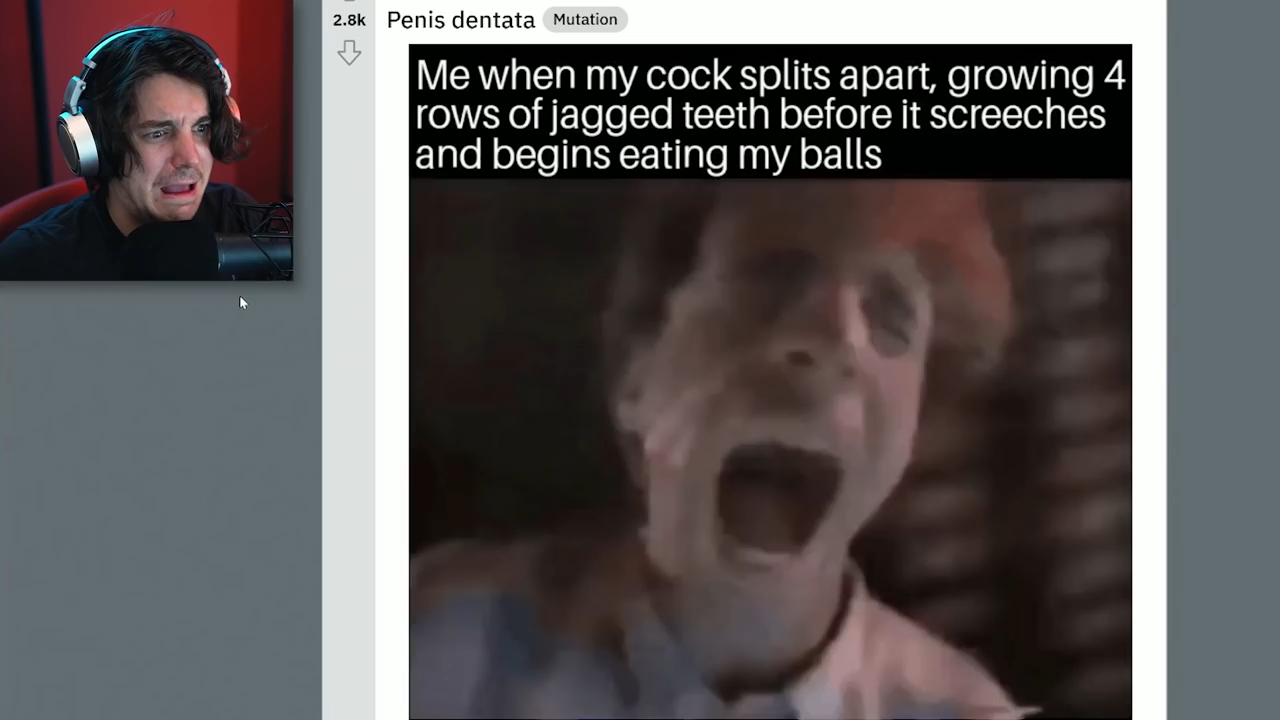 2.8k
Penis dentata Mutation
Me when my cock splits apart, growing 4
rows of jagged teeth before it screeches
and begins eating my balls